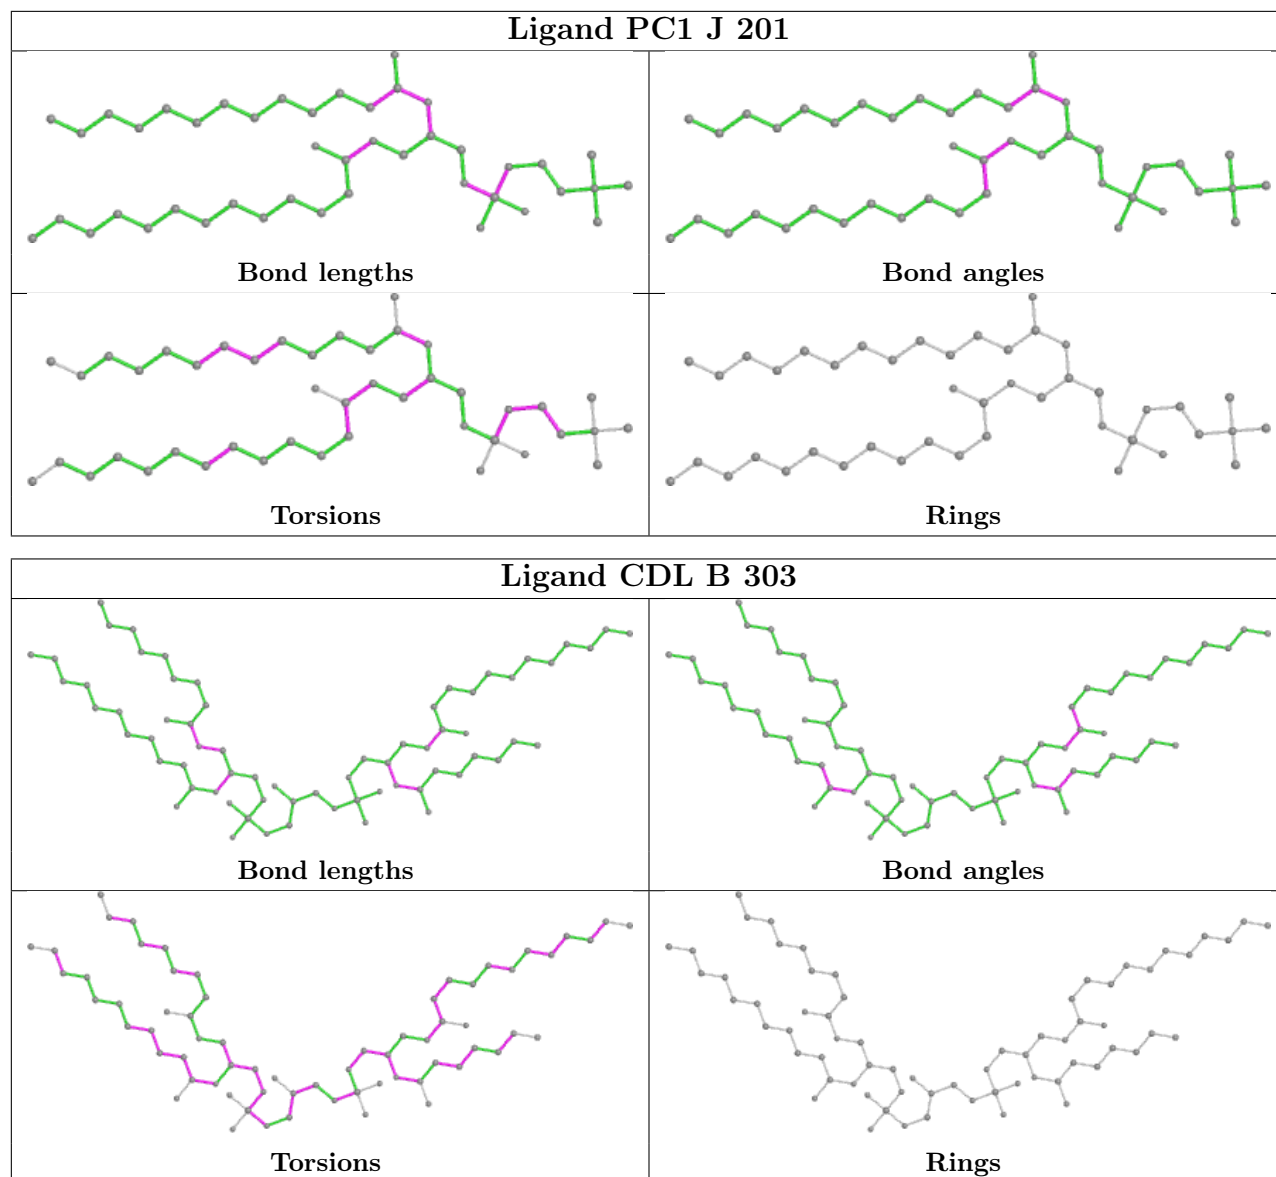 Ligand PC1 J 201
Bond lengths
Bond angles
Torsions
Rings
Ligand CDL B 303
Bond lengths
Bond angles
Torsions
Rings